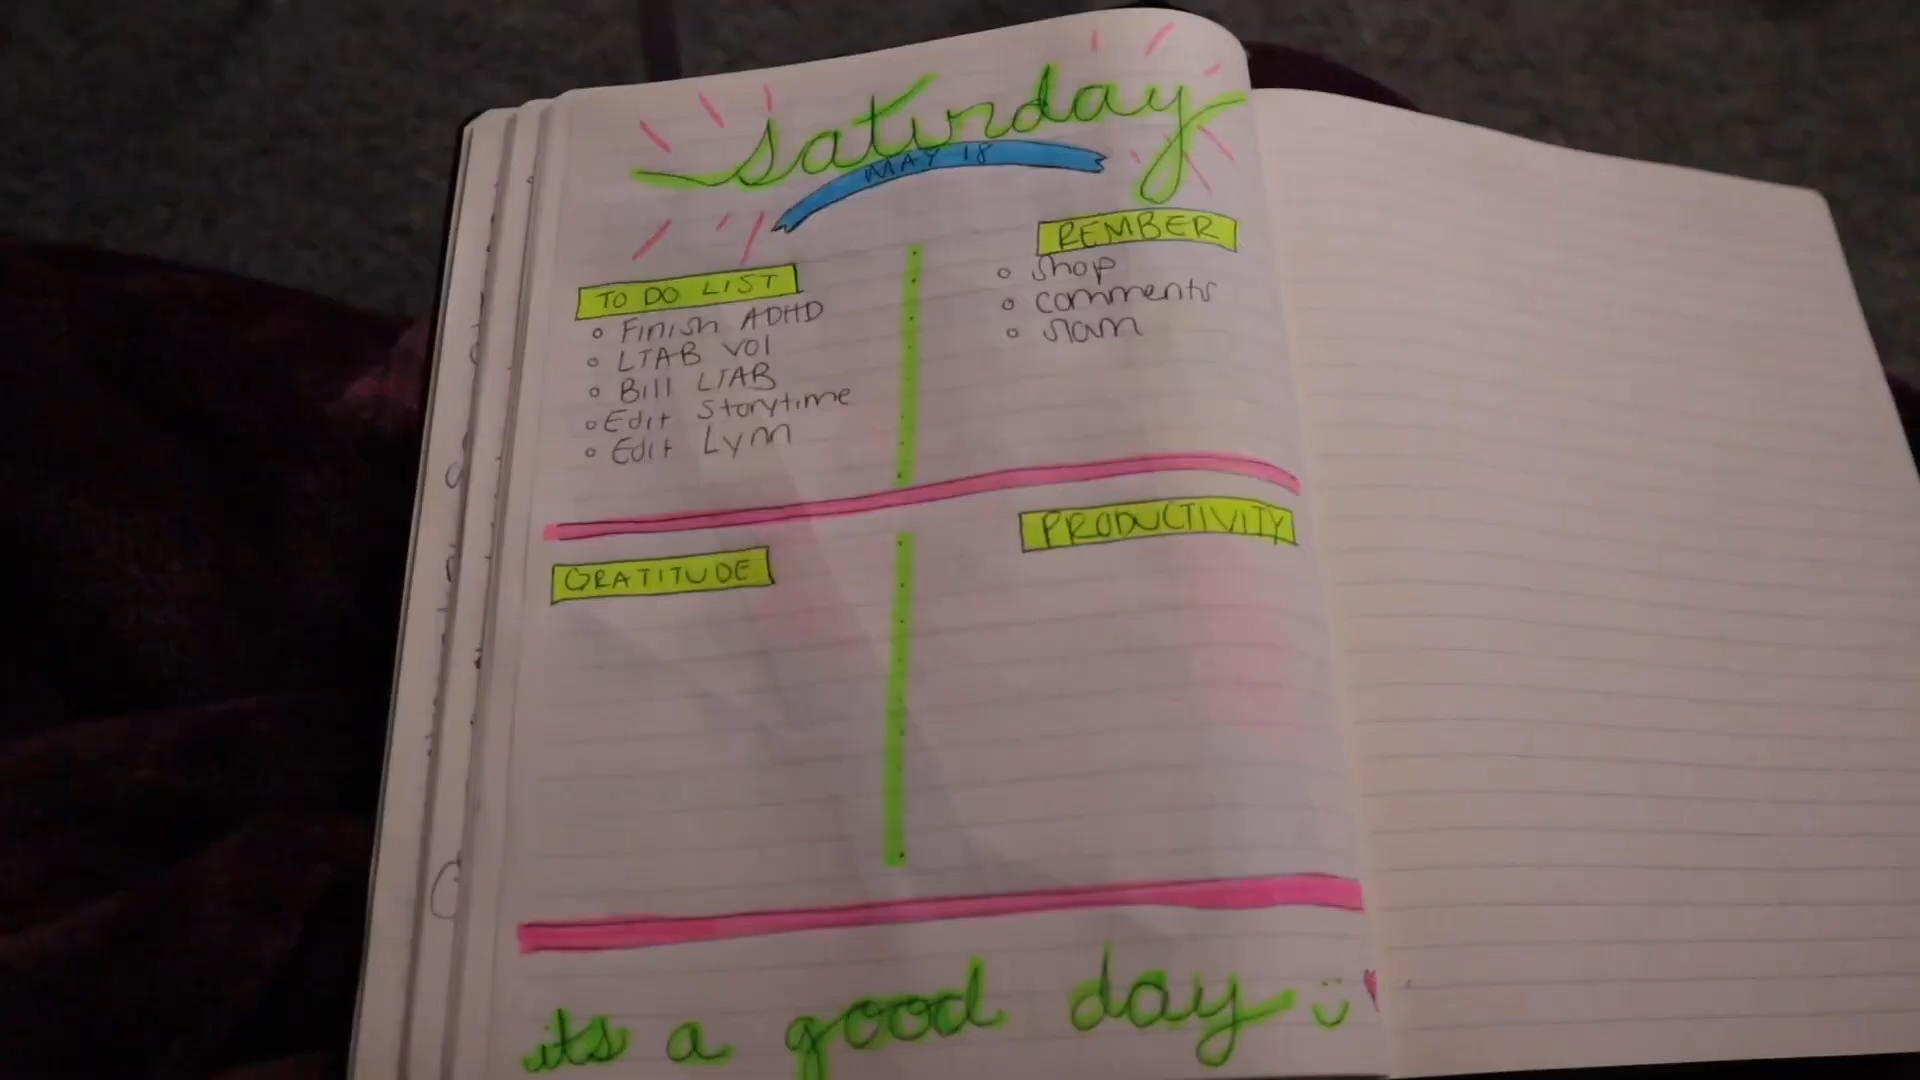 saturday
MAY 18
TO DO LIST
Finish ADHD
LTAB vol
Bill LTAB
Edit Storytime
Edit Lym
REMBER
shop
comments
slam
GRATITUDE
PRODUCTIVITY
its a good day